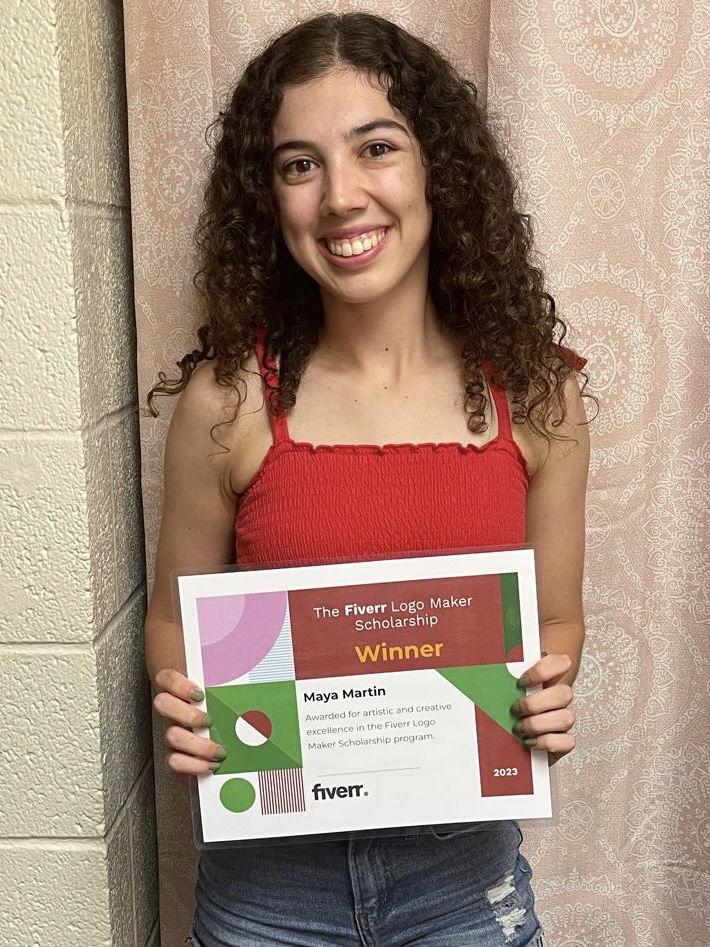 The Fiverr Logo Maker
Scholarship
Winner
Maya Martin
Awarded for artistic and creative
excellence in the Fiverr Logo
Maker Scholarship program.
2023
fiverr.